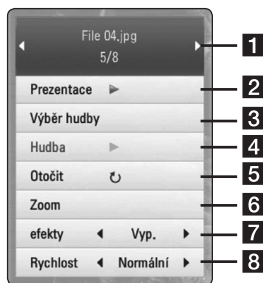 File 04.jpg 1
5/8
Prezentace 2
Výběr hudby 3
Hudba 4
Otočit 5
Zoom 6
efekty Vyp. 7
Rychlost Normální 8